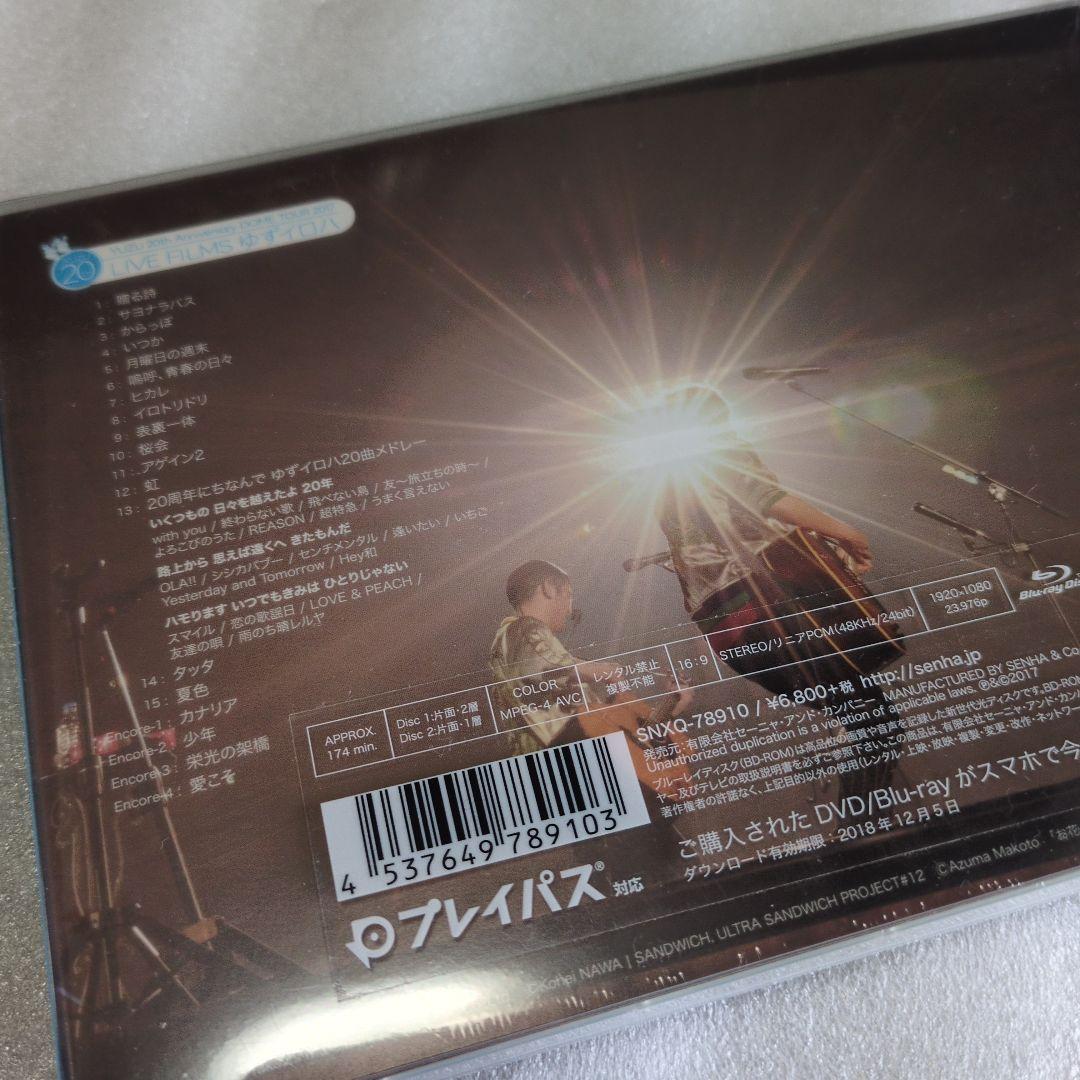 20
YUZU 20th Anniversary DOME TOUR 2017
LIVE FILMS ゆずイロハ
1: 贈る詩
2: サヨナラバス
3: からっぽ
4: いつか
5: 月曜日の週末
6: 嗚呼、青春の日々
7: ヒカレ
8: イロトリドリ
9: 表裏一体
10: 桜会
11: アゲイン2
12: 虹
13: 20周年にちなんで ゆずイロハ20曲メドレー
いくつもの 日々を越えたよ 20年
with you / 終わらない歌 / 飛べない鳥 / 友〜旅立ちの時〜 /
よろこびのうた / REASON / 超特急 / うまく言えない
路上から 思えば遠くへ きたもんだ
OLA!! / シシカバブー / センチメンタル / 逢いたい / いちご
Yesterday and Tomorrow / Hey和
ハモります いつでもきみは ひとりじゃない
スマイル / 恋の歌謡日 / LOVE & PEACH /
友達の唄 / 雨のち晴レルヤ
14: タッタ
15: 夏色
Encore-1: カナリア
Encore-2: 少年
Encore-3: 栄光の架橋
Encore-4: 愛こそ
APPROX.
174 min.
Disc 1:片面・2層
Disc 2:片面・1層
COLOR
MPEG-4 AVC
レンタル禁止
複製不能
16:9
STEREO/リニアPCM(48KHz/24bit)
1920×1080
23.976p
Blu-ray Disc
SNXQ-78910 / ¥6,800+税 http://senha.jp
発売元:有限会社セーニャ・アンド・カンパニー MANUFACTURED BY SENHA & Co.
Unauthorized duplication is a violation of applicable laws. ℗&©2017
ブルーレイディスク(BD-ROM)は高品数の画質や音声を記録した新世代光ディスクです。BD-ROM
ヤー及びテレビの取扱説明書を必ずご参照下さい。この商品は、有限会社セーニャ・アンド・カンパ
著作権者の許諾なく、上記目的以外の使用(レンタル・上映・放映・複製・変更・改作・ネットワー
ご購入されたDVD/Blu-rayがスマホで今
ダウンロード有効期限:2018年12月5日
4 537649 789103
プレイパス® 対応
©Kohei NAWA | SANDWICH. ULTRA SANDWICH PROJECT#12 ©Azuma Makoto 「お花